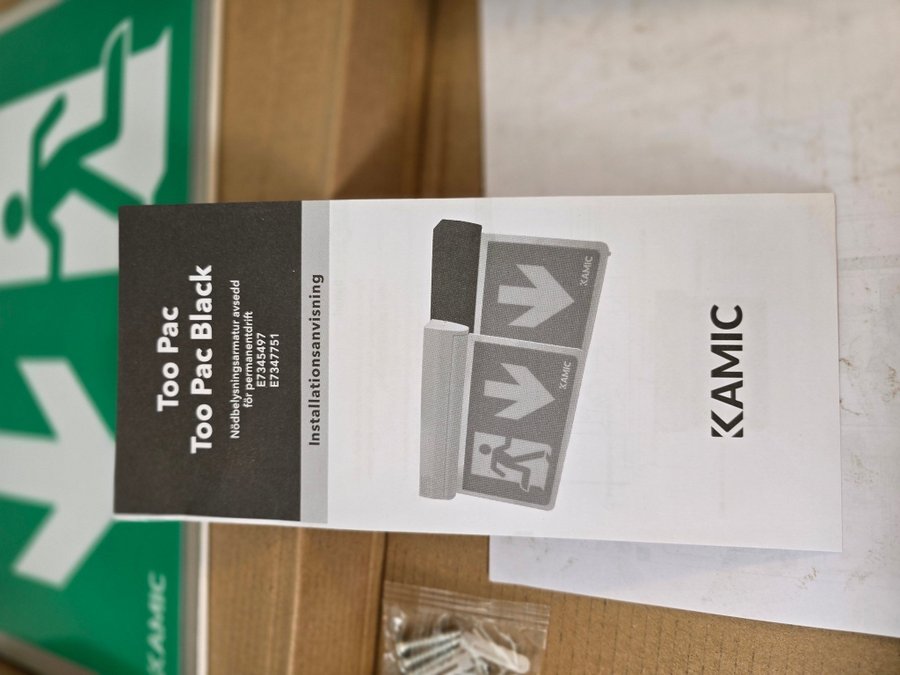 Too Pac
Too Pac Black
Nödbelysningsarmatur avsedd
för permanentdrift
E7345497
E7347751
Installationsanvisning
KAMIC
KAMIC
KAMIC
KAMIC